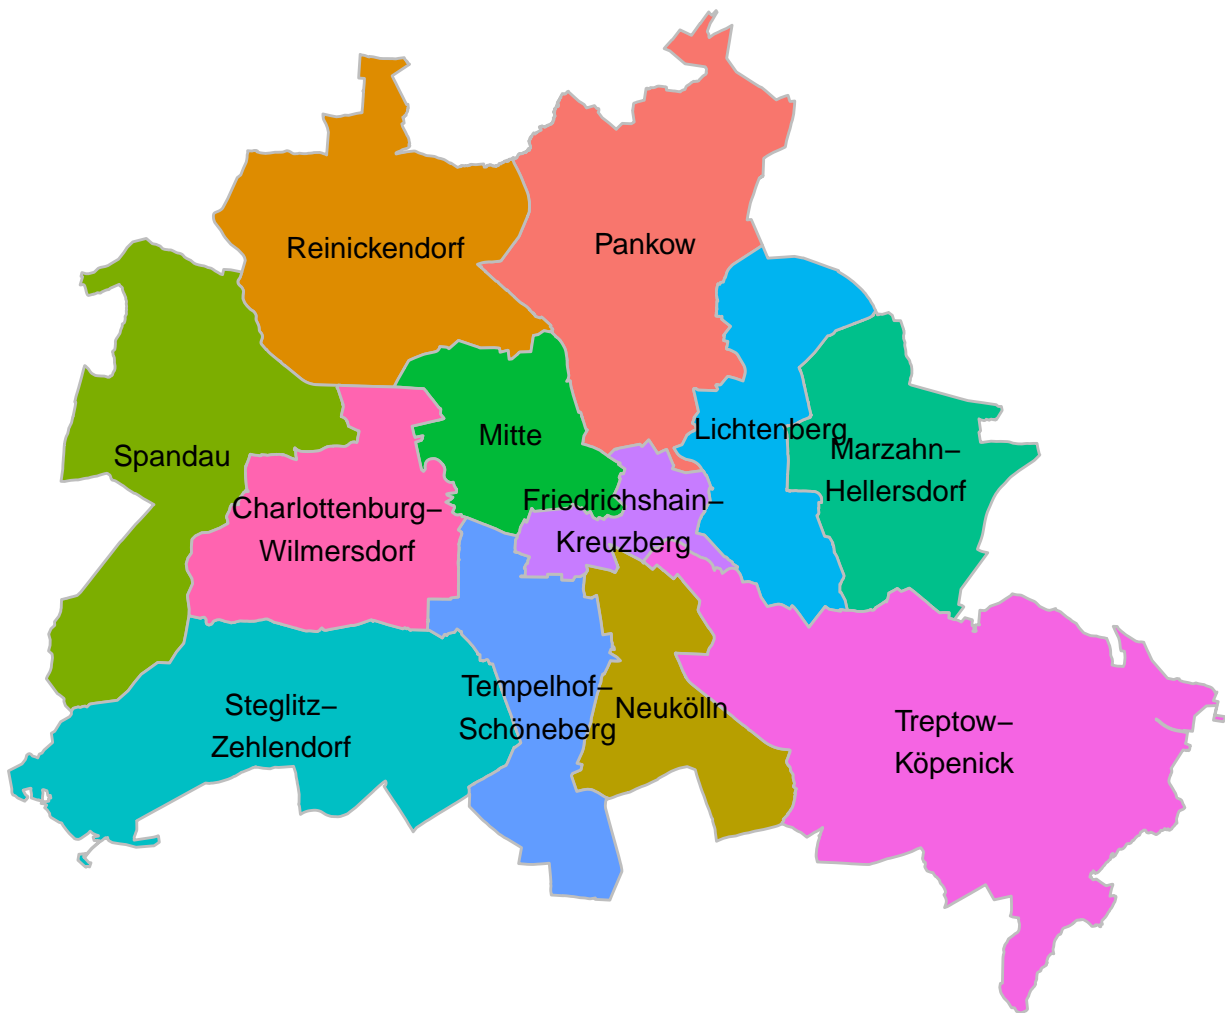 Pankow
Reinickendorf
Lichtenberg
Mitte
Marzahn–
Hellersdorf
Spandau
Charlottenburg–
Wilmersdorf
Friedrichshain–
Kreuzberg
Tempelhof–
Schöneberg
Neukölln
Steglitz–
Zehlendorf
Treptow–
Köpenick